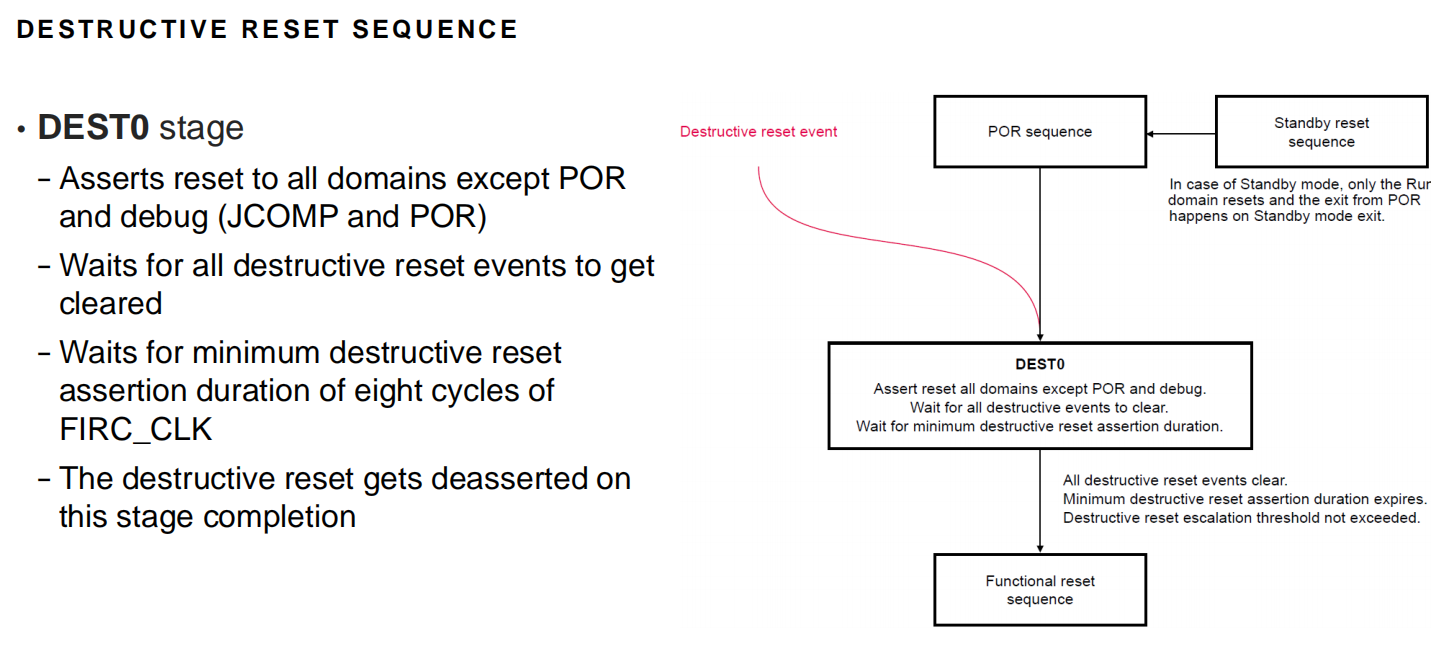 DESTRUCTIVE RESET SEQUENCE
• DEST0 stage
– Asserts reset to all domains except POR
and debug (JCOMP and POR)
– Waits for all destructive reset events to get
cleared
– Waits for minimum destructive reset
assertion duration of eight cycles of
FIRC_CLK
– The destructive reset gets deasserted on
this stage completion
Destructive reset event
POR sequence
Standby reset
sequence
In case of Standby mode, only the Run
domain resets and the exit from POR
happens on Standby mode exit.
DEST0
Assert reset all domains except POR and debug.
Wait for all destructive events to clear.
Wait for minimum destructive reset assertion duration.
All destructive reset events clear.
Minimum destructive reset assertion duration expires.
Destructive reset escalation threshold not exceeded.
Functional reset
sequence